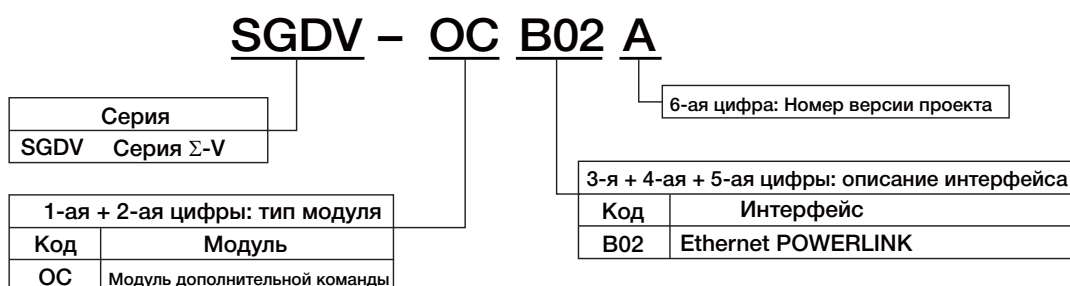 SGDV – OC B02 A
6-ая цифра: Номер версии проекта
Серия
SGDV Серия Σ-V
3-я + 4-ая + 5-ая цифры: описание интерфейса
Код Интерфейс
B02 Ethernet POWERLINK
1-ая + 2-ая цифры: тип модуля
Код Модуль
OC Модуль дополнительной команды